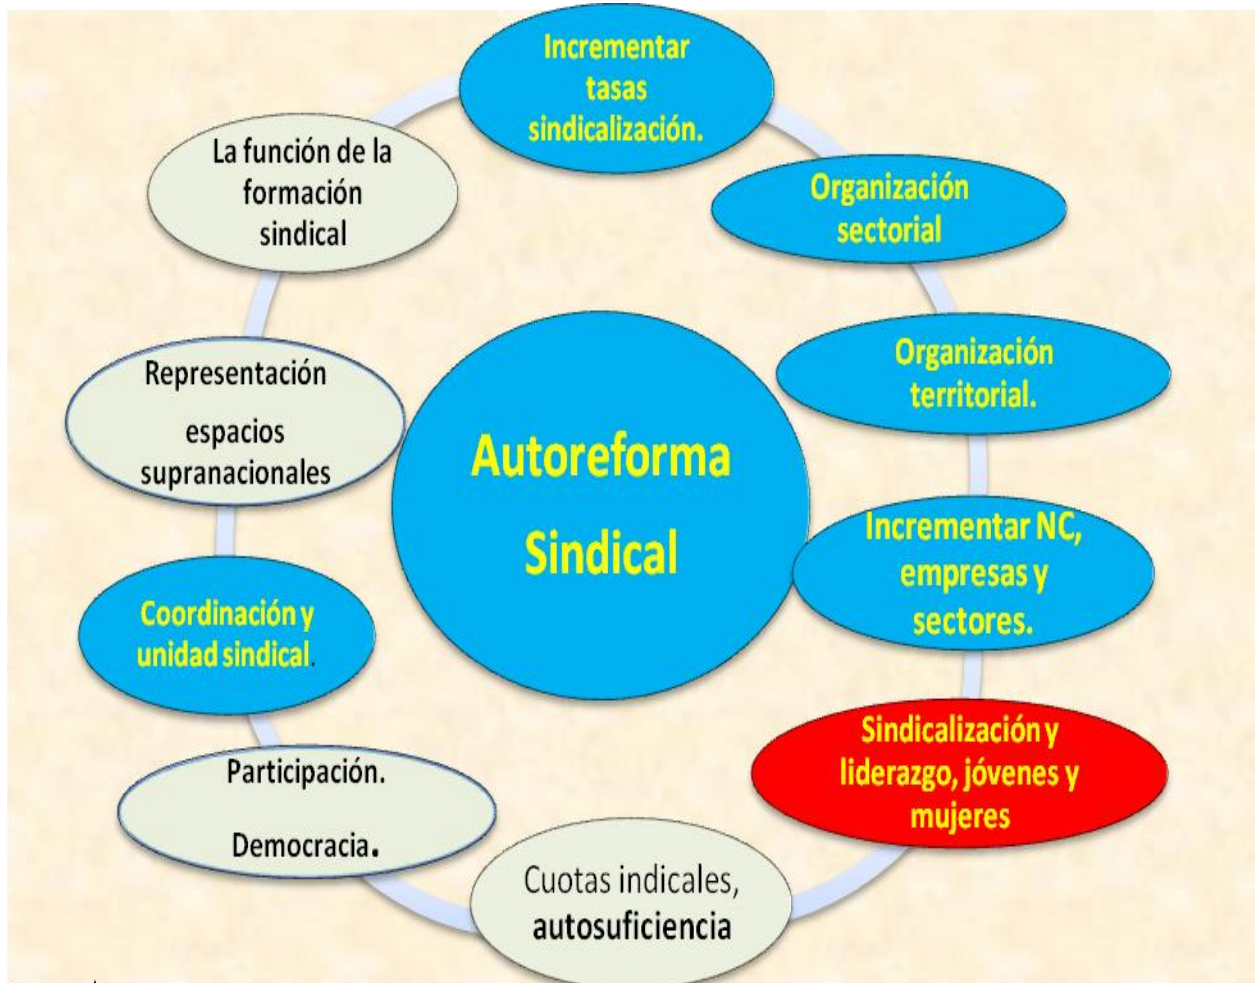 Incrementar
tasas
sindicalización.
Organización
sectorial
Organización
territorial.
Incrementar NC,
empresas y
sectores.
Sindicalización y
liderazgo, jóvenes y
mujeres
Cuotas indicales,
autosuficiencia
Participación.
Democracia.
Coordinación y
unidad sindical.
Representación
espacios
supranacionales
La función de la
formación
sindical
Autoreforma
Sindical